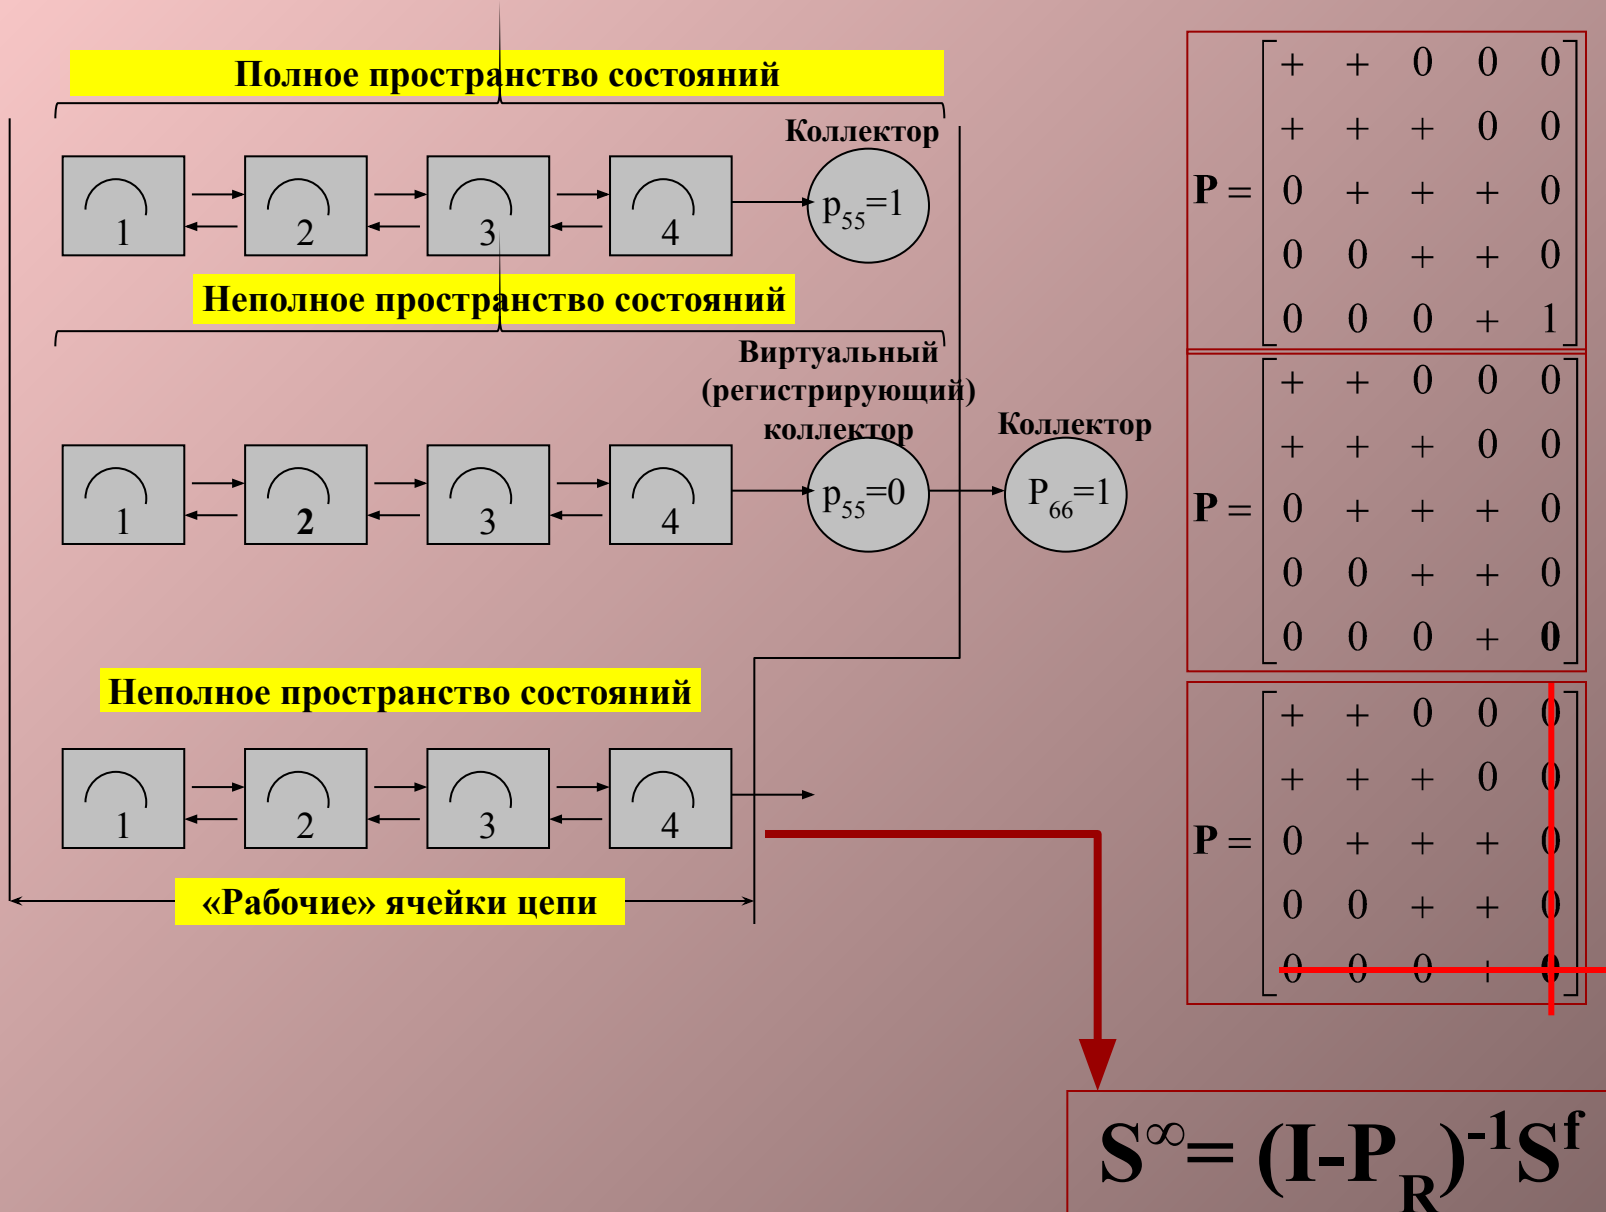 Полное пространство состояний
Коллектор
1 2 3 4 p55=1
Неполное пространство состояний
Виртуальный
(регистрирующий)
коллектор
Коллектор
1 2 3 4 p55=0 P66=1
Неполное пространство состояний
1 2 3 4
«Рабочие» ячейки цепи
+ + 0 0 0
+ + + 0 0
P = 0 + + + 0
0 0 + + 0
0 0 0 + 1
+ + 0 0 0
+ + + 0 0
P = 0 + + + 0
0 0 + + 0
0 0 0 + 0
+ + 0 0 0
+ + + 0 0
P = 0 + + + 0
0 0 + + 0
0 0 0 + 0
S^∞= (I-P_R)^-1 S^f